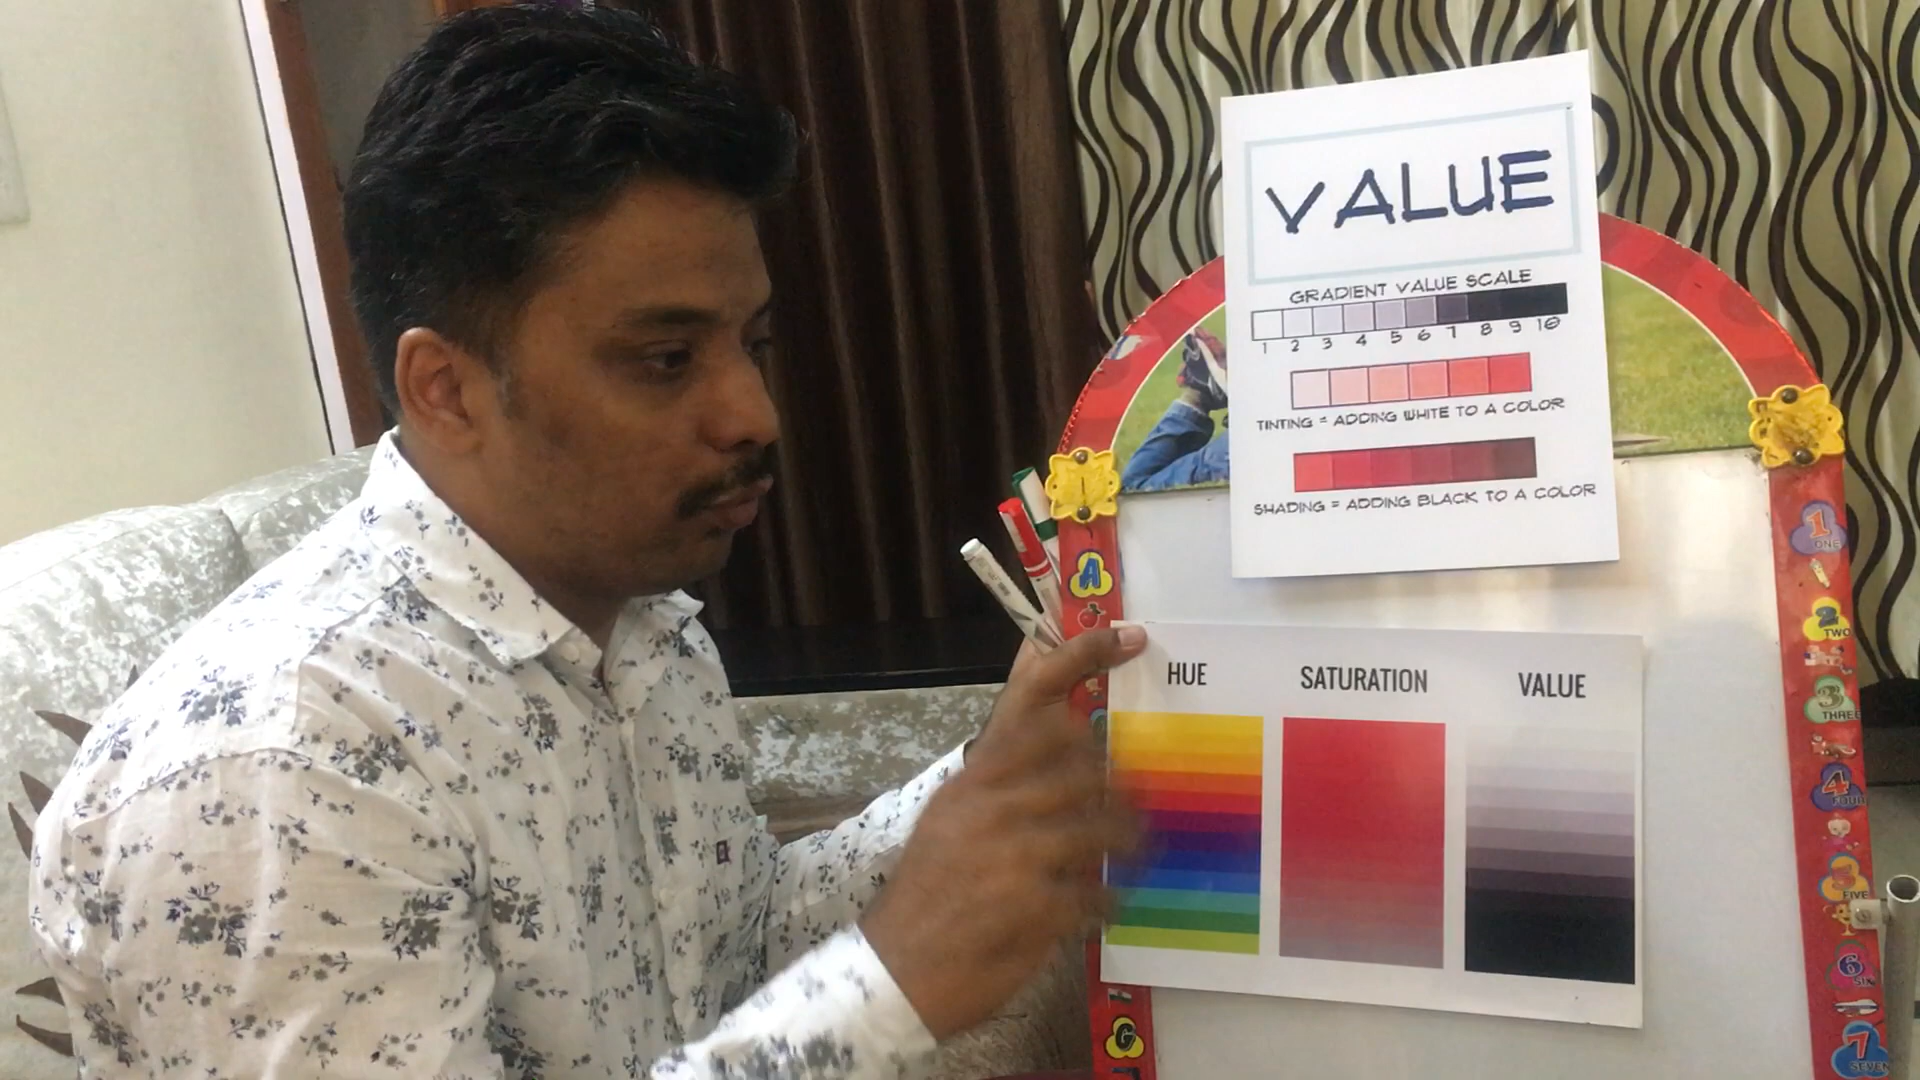 VALUE
GRADIENT VALUE SCALE
1 2 3 4 5 6 7 8 9 10
TINTING = ADDING WHITE TO A COLOR
SHADING = ADDING BLACK TO A COLOR
HUE SATURATION VALUE
A
G
1
ONE
2
TWO
3
THREE
4
FOUR
5
FIVE
6
SIX
7
SEVEN